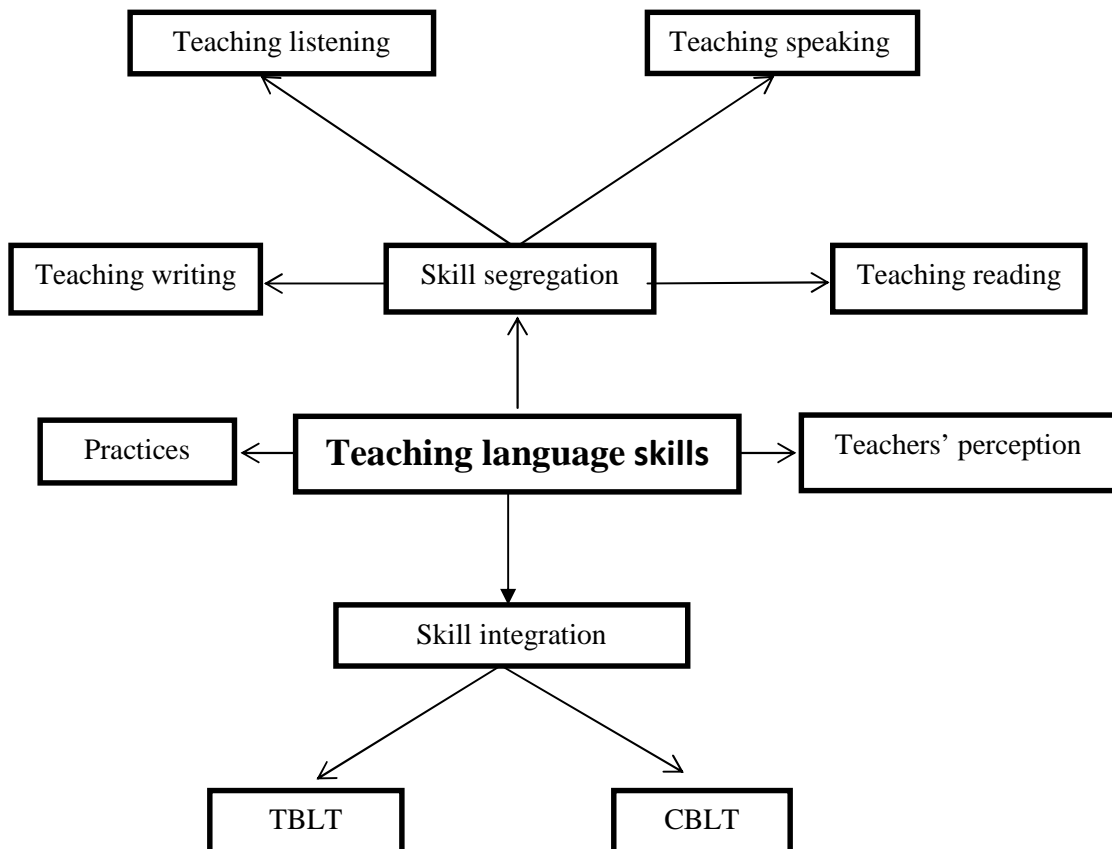 Teaching listening
Teaching speaking
Teaching writing
Skill segregation
Teaching reading
Practices
Teaching language skills
Teachers’ perception
Skill integration
TBLT
CBLT